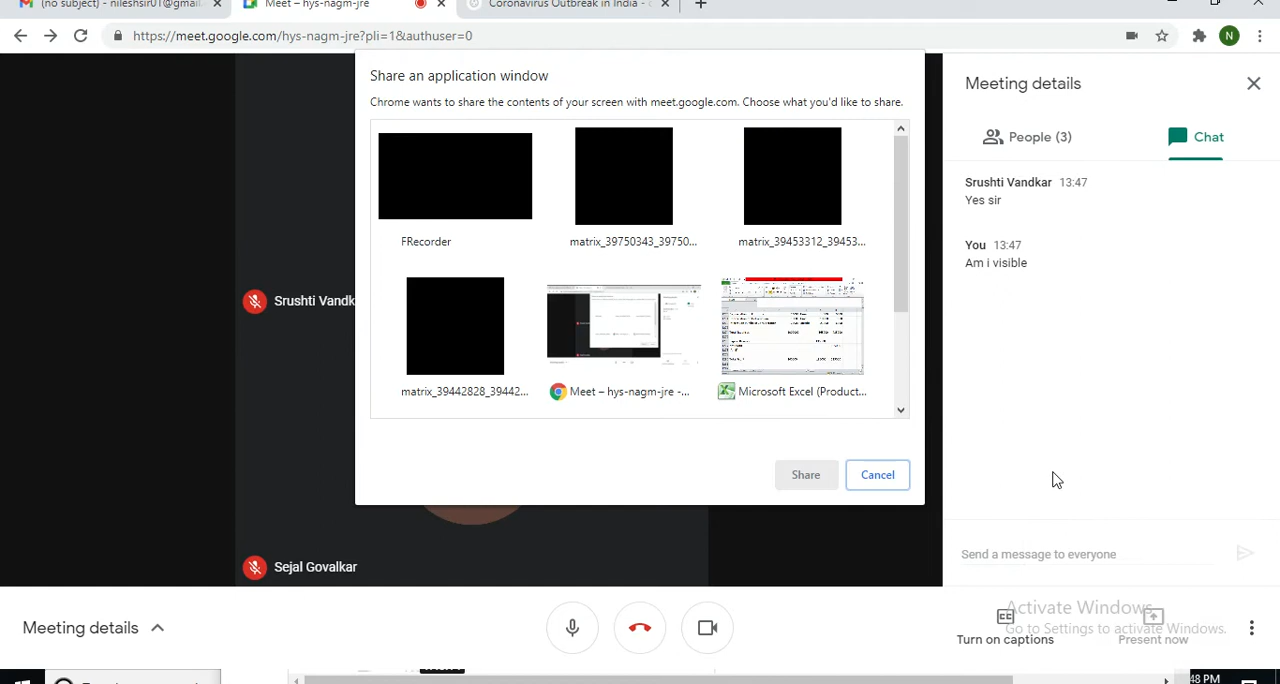 (no subject) - nileshsir01@gmail
Meet – hys-nagm-jre
Coronavirus Outbreak in India -
https://meet.google.com/hys-nagm-jre?pli=1&authuser=0
N
Share an application window
Chrome wants to share the contents of your screen with meet.google.com. Choose what you'd like to share.
FRecorder
matrix_39750343_39750...
matrix_39453312_39453...
matrix_39442828_39442...
Meet – hys-nagm-jre -...
Microsoft Excel (Product...
Share
Cancel
Srushti Vandk
Sejal Govalkar
Meeting details
People (3)
Chat
Srushti Vandkar 13:47
Yes sir
You 13:47
Am i visible
Send a message to everyone
Activate Windows
Go to Settings to activate Windows.
Meeting details
Turn on captions
Present now
48 PM